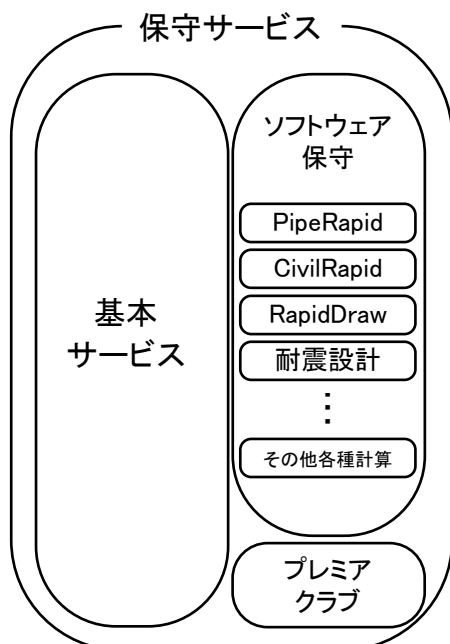 保守サービス
基本
サービス
ソフトウェア
保守
PipeRapid
CivilRapid
RapidDraw
耐震設計
⋮
その他各種計算
プレミア
クラブ